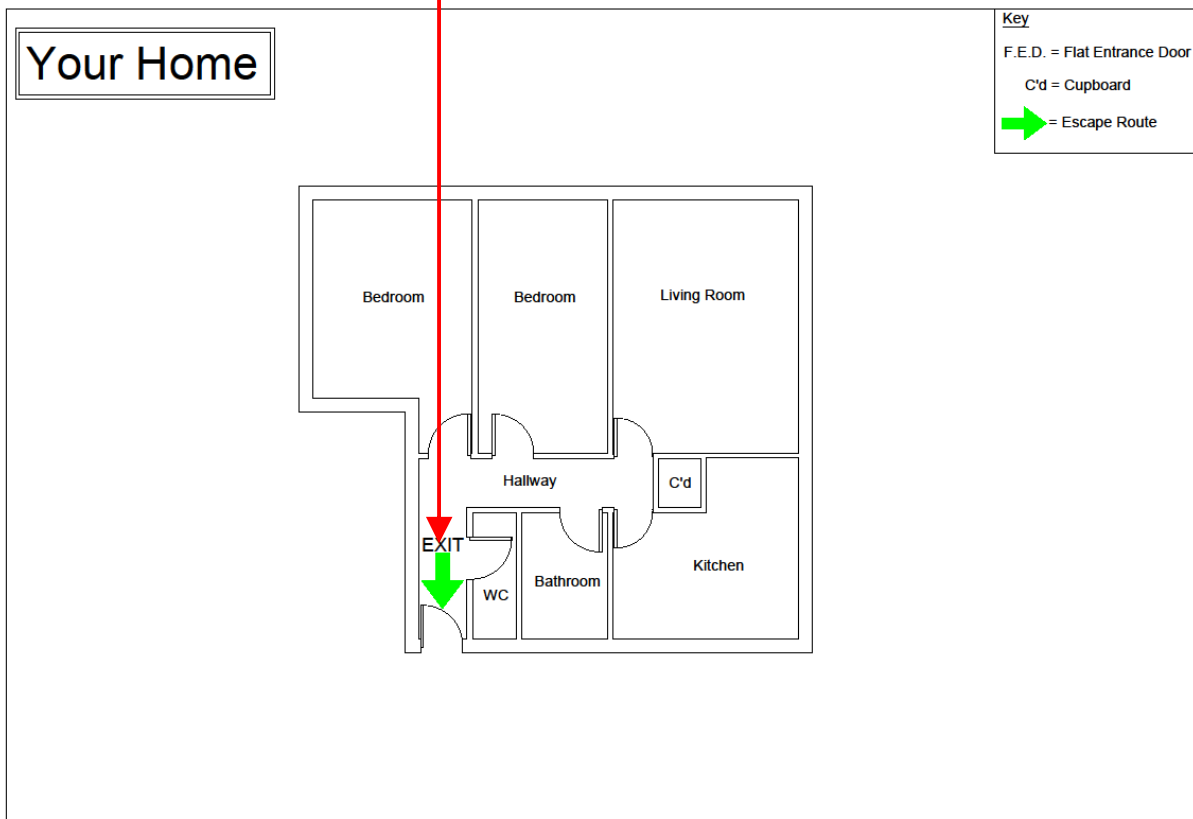 Your Home
Key
F.E.D. = Flat Entrance Door
C'd = Cupboard
= Escape Route
Bedroom
Bedroom
Living Room
Hallway
C'd
EXIT
Kitchen
Bathroom
WC